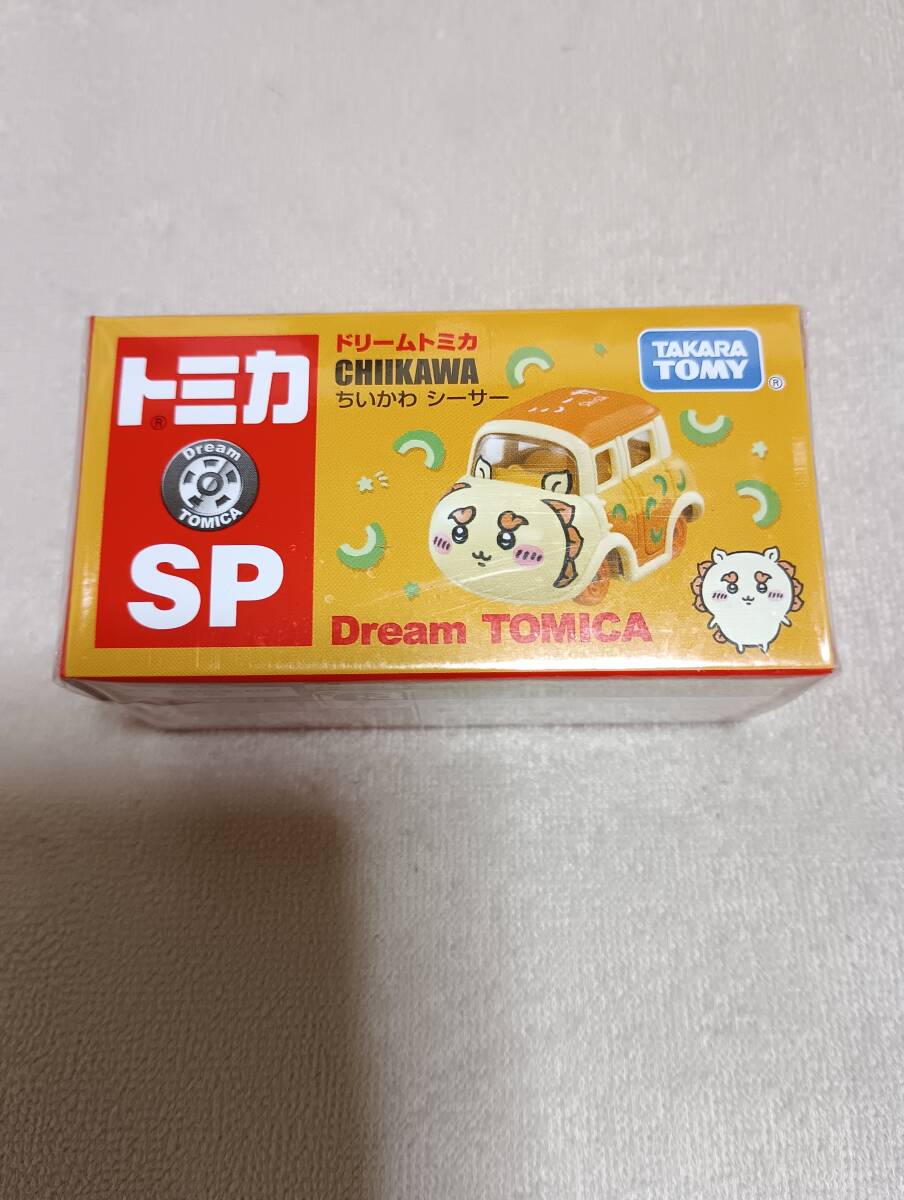 トミカ
®
Dream
TOMICA
SP
ドリームトミカ
CHIIKAWA
ちいかわ シーサー
TAKARA
TOMY
®
Dream TOMICA